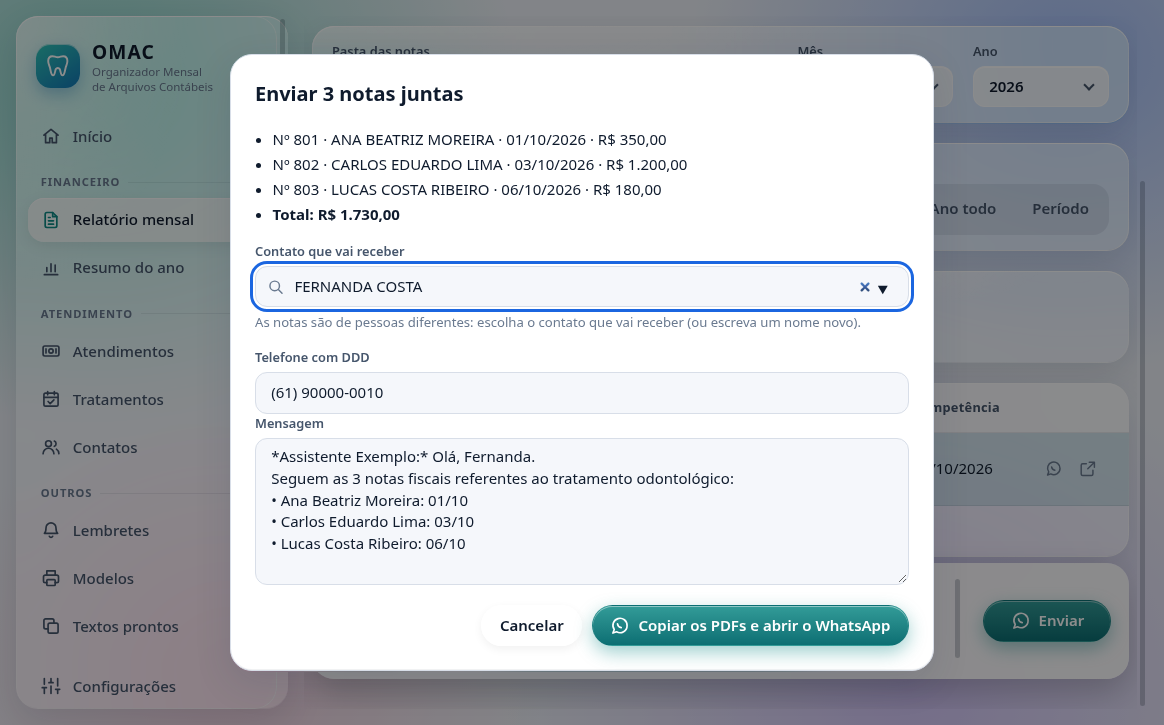 OMAC
Organizador Mensal
de Arquivos Contábeis
Início
FINANCEIRO
Relatório mensal
Resumo do ano
ATENDIMENTO
Atendimentos
Tratamentos
Contatos
OUTROS
Lembretes
Modelos
Textos prontos
Configurações
Pasta das notas
Mês
Ano
2026
Ano todo
Período
mpetência
/10/2026
Enviar
Enviar 3 notas juntas
• Nº 801 · ANA BEATRIZ MOREIRA · 01/10/2026 · R$ 350,00
• Nº 802 · CARLOS EDUARDO LIMA · 03/10/2026 · R$ 1.200,00
• Nº 803 · LUCAS COSTA RIBEIRO · 06/10/2026 · R$ 180,00
• Total: R$ 1.730,00
Contato que vai receber
FERNANDA COSTA
As notas são de pessoas diferentes: escolha o contato que vai receber (ou escreva um nome novo).
Telefone com DDD
(61) 90000-0010
Mensagem
*Assistente Exemplo:* Olá, Fernanda.
Seguem as 3 notas fiscais referentes ao tratamento odontológico:
• Ana Beatriz Moreira: 01/10
• Carlos Eduardo Lima: 03/10
• Lucas Costa Ribeiro: 06/10
Cancelar
Copiar os PDFs e abrir o WhatsApp